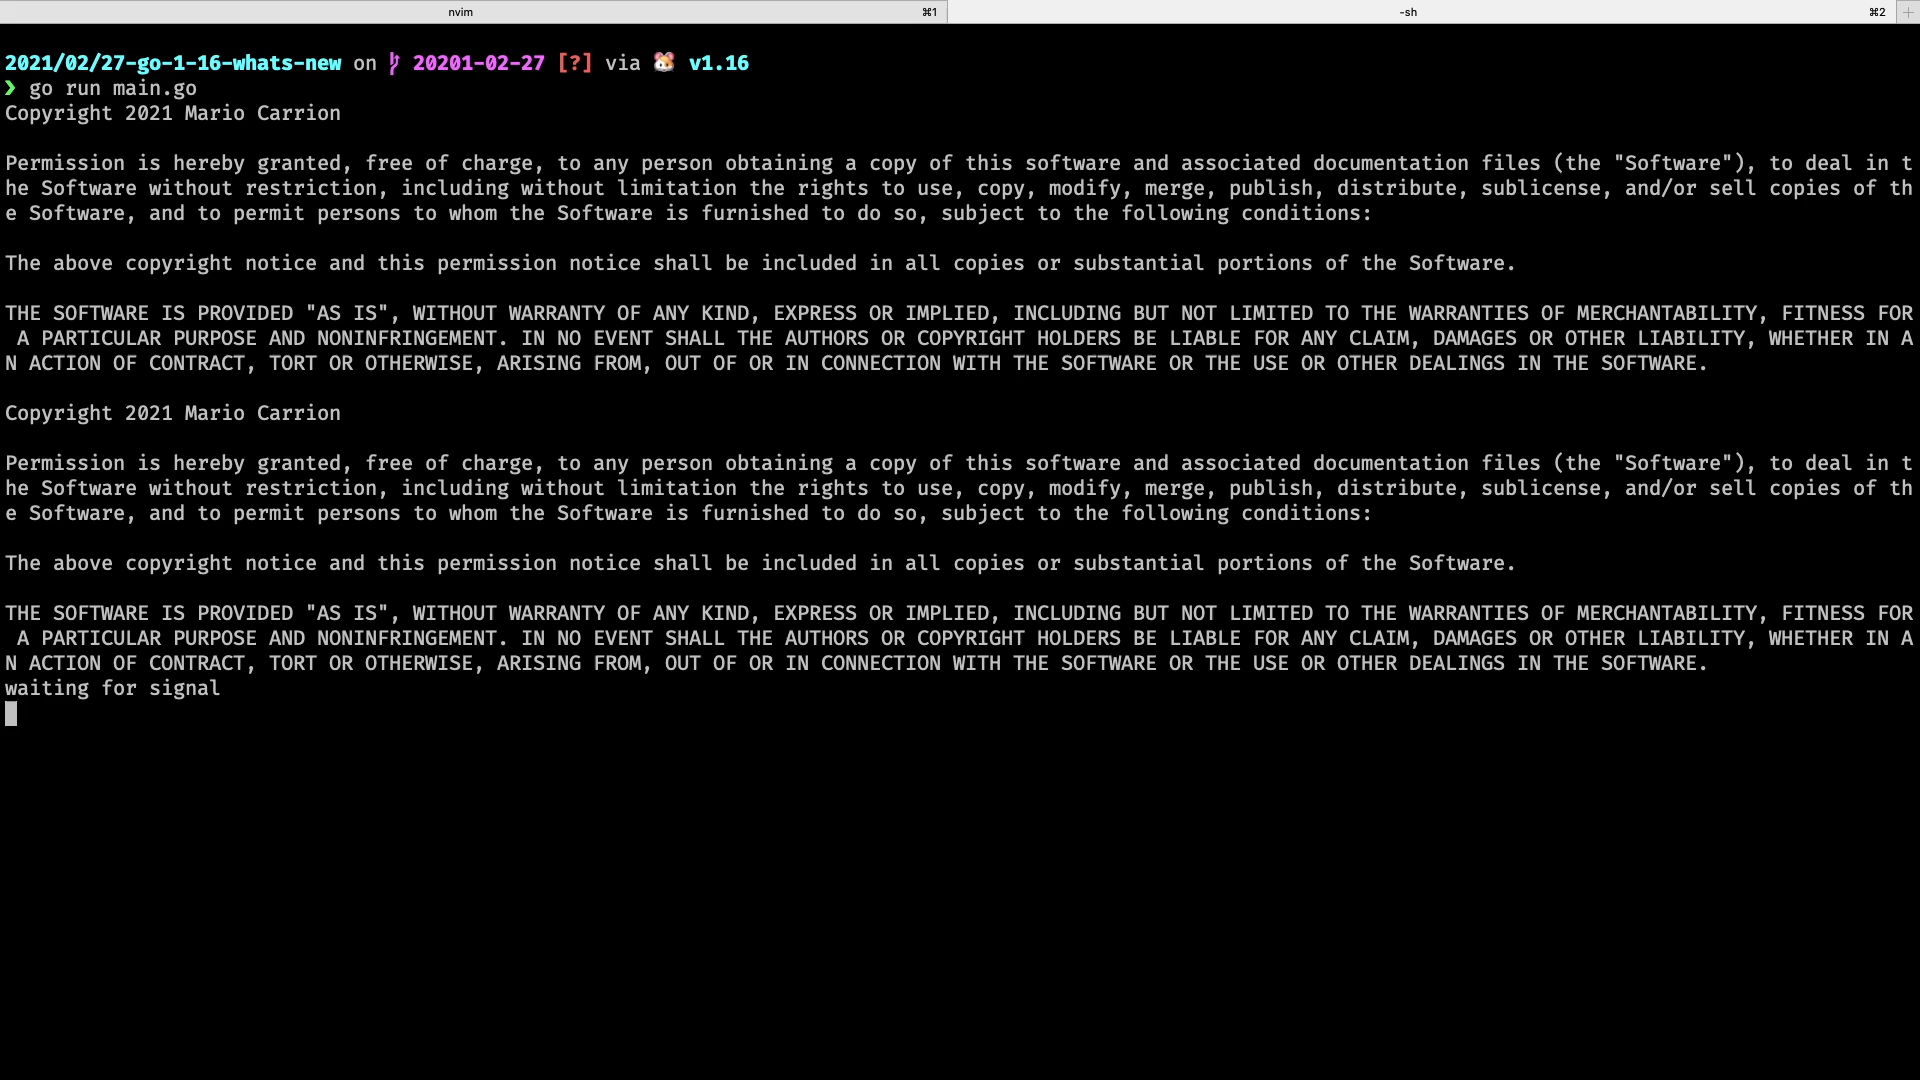 nvim ⌘1 -sh ⌘2 +
2021/02/27-go-1-16-whats-new on 20201-02-27 [?] via 🐹 v1.16
❯ go run main.go
Copyright 2021 Mario Carrion
Permission is hereby granted, free of charge, to any person obtaining a copy of this software and associated documentation files (the "Software"), to deal in t
he Software without restriction, including without limitation the rights to use, copy, modify, merge, publish, distribute, sublicense, and/or sell copies of th
e Software, and to permit persons to whom the Software is furnished to do so, subject to the following conditions:
The above copyright notice and this permission notice shall be included in all copies or substantial portions of the Software.
THE SOFTWARE IS PROVIDED "AS IS", WITHOUT WARRANTY OF ANY KIND, EXPRESS OR IMPLIED, INCLUDING BUT NOT LIMITED TO THE WARRANTIES OF MERCHANTABILITY, FITNESS FOR
A PARTICULAR PURPOSE AND NONINFRINGEMENT. IN NO EVENT SHALL THE AUTHORS OR COPYRIGHT HOLDERS BE LIABLE FOR ANY CLAIM, DAMAGES OR OTHER LIABILITY, WHETHER IN A
N ACTION OF CONTRACT, TORT OR OTHERWISE, ARISING FROM, OUT OF OR IN CONNECTION WITH THE SOFTWARE OR THE USE OR OTHER DEALINGS IN THE SOFTWARE.
Copyright 2021 Mario Carrion
Permission is hereby granted, free of charge, to any person obtaining a copy of this software and associated documentation files (the "Software"), to deal in t
he Software without restriction, including without limitation the rights to use, copy, modify, merge, publish, distribute, sublicense, and/or sell copies of th
e Software, and to permit persons to whom the Software is furnished to do so, subject to the following conditions:
The above copyright notice and this permission notice shall be included in all copies or substantial portions of the Software.
THE SOFTWARE IS PROVIDED "AS IS", WITHOUT WARRANTY OF ANY KIND, EXPRESS OR IMPLIED, INCLUDING BUT NOT LIMITED TO THE WARRANTIES OF MERCHANTABILITY, FITNESS FOR
A PARTICULAR PURPOSE AND NONINFRINGEMENT. IN NO EVENT SHALL THE AUTHORS OR COPYRIGHT HOLDERS BE LIABLE FOR ANY CLAIM, DAMAGES OR OTHER LIABILITY, WHETHER IN A
N ACTION OF CONTRACT, TORT OR OTHERWISE, ARISING FROM, OUT OF OR IN CONNECTION WITH THE SOFTWARE OR THE USE OR OTHER DEALINGS IN THE SOFTWARE.
waiting for signal